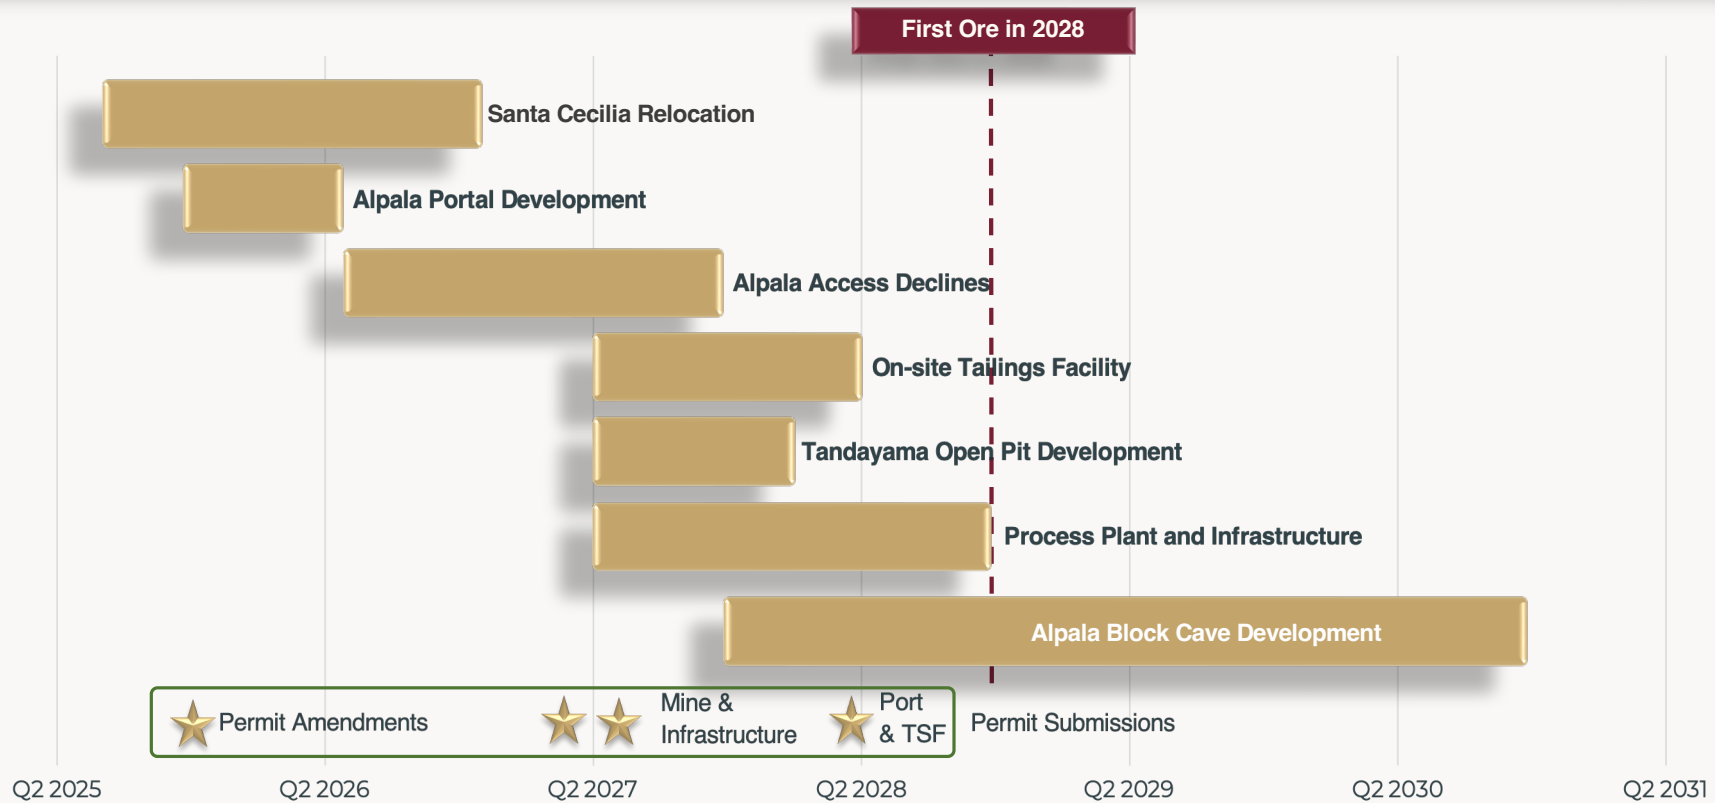 First Ore in 2028
Santa Cecilia Relocation
Alpala Portal Development
Alpala Access Declines
On-site Tailings Facility
Tandayama Open Pit Development
Process Plant and Infrastructure
Alpala Block Cave Development
Permit Amendments
Mine &
Infrastructure
Port
& TSF
Permit Submissions
Q2 2025
Q2 2026
Q2 2027
Q2 2028
Q2 2029
Q2 2030
Q2 2031